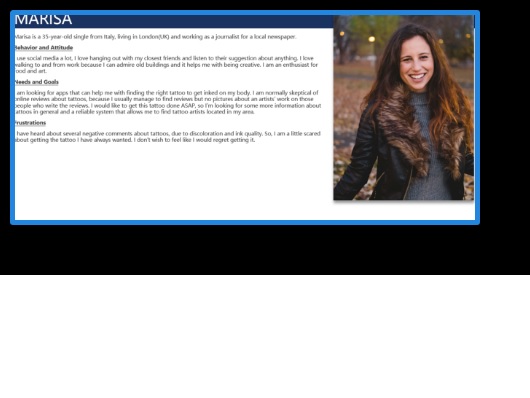 MARISA
Marisa is a 35-year-old single from Italy, living in London(UK) and working as a journalist for a local newspaper.
Behavior and Attitude
use social media a lot, I love hanging out with my closest friends and listen to their suggestion about anything. I love
walking to and from work because I can admire old buildings and it helps me with being creative. I am an enthusiast for
food and art.
Needs and Goals
am looking for apps that can help me with finding the right tattoo to get inked on my body. I am normally skeptical of
online reviews about tattoos, because I usually manage to find reviews but no pictures about an artists' work on those
people who write the reviews. I would like to get this tattoo done ASAP, so I'm looking for some more information about
tattoos in general and a reliable system that allows me to find tattoo artists located in my area.
Frustrations
have heard about several negative comments about tattoos, due to discoloration and ink quality. So, I am a little scared
about getting the tattoo I have always wanted. I don't wish to feel like I would regret getting it.